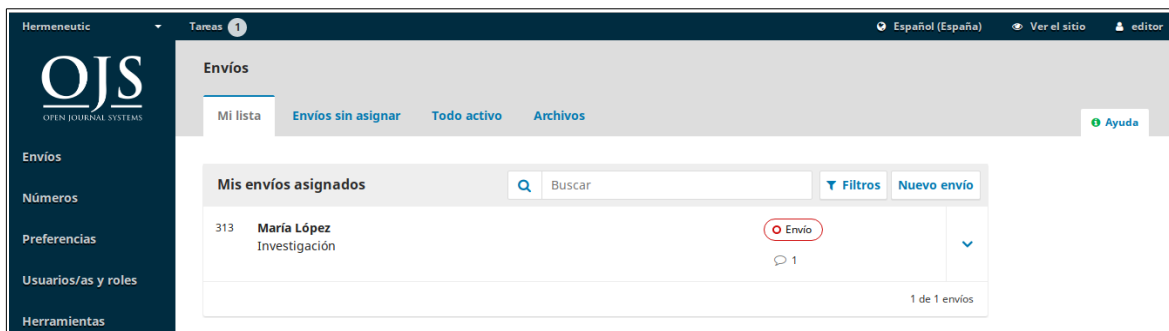 Hermeneutic Tareas 1 Español (España) Ver el sitio editor
OJS
OPEN JOURNAL SYSTEMS
Envíos
Mi lista Envíos sin asignar Todo activo Archivos
Ayuda
Envíos
Números
Preferencias
Usuarios/as y roles
Herramientas
Mis envíos asignados Buscar Filtros Nuevo envío
313 María López Envío
Investigación
1
1 de 1 envíos